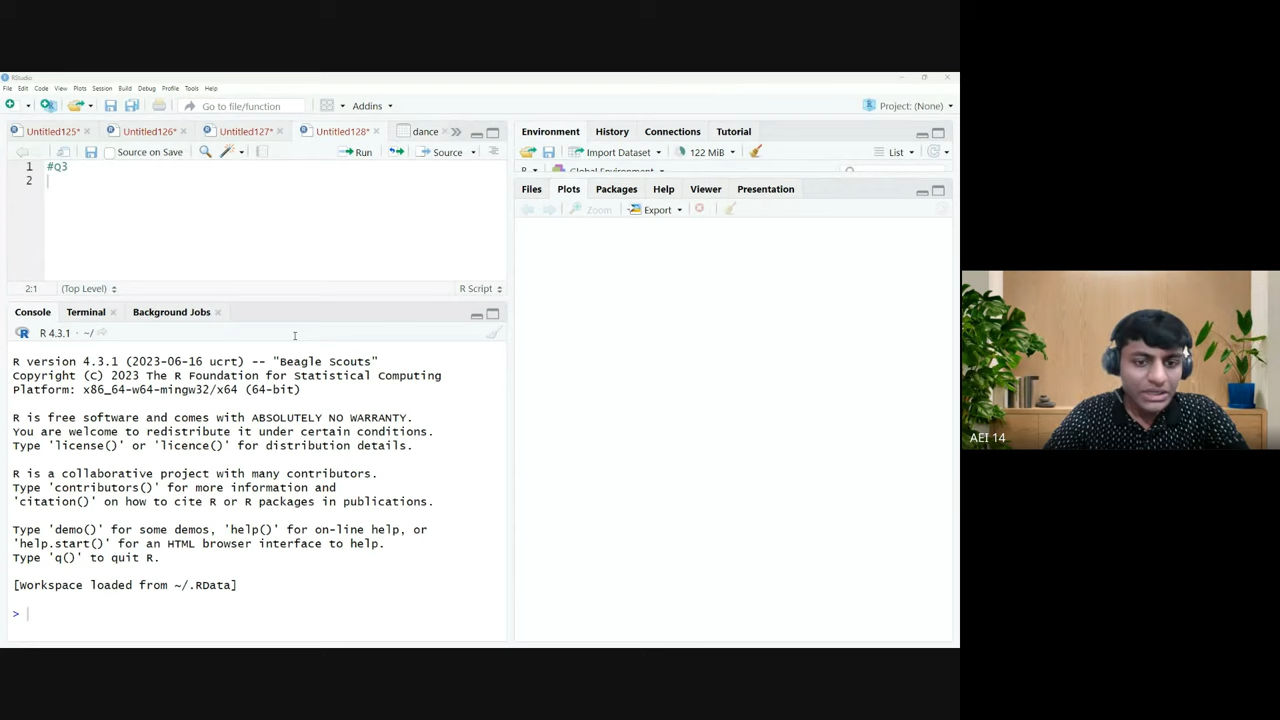 RStudio
File Edit Code View Plots Session Build Debug Profile Tools Help
Go to file/function Addins Project: (None)
Untitled125* Untitled126* Untitled127* Untitled128* dance
Source on Save Run Source
1 #Q3
2
2:1 (Top Level) R Script
Console Terminal Background Jobs
R 4.3.1 · ~/
R version 4.3.1 (2023-06-16 ucrt) -- "Beagle Scouts"
Copyright (c) 2023 The R Foundation for Statistical Computing
Platform: x86_64-w64-mingw32/x64 (64-bit)
R is free software and comes with ABSOLUTELY NO WARRANTY.
You are welcome to redistribute it under certain conditions.
Type 'license()' or 'licence()' for distribution details.
R is a collaborative project with many contributors.
Type 'contributors()' for more information and
'citation()' on how to cite R or R packages in publications.
Type 'demo()' for some demos, 'help()' for on-line help, or
'help.start()' for an HTML browser interface to help.
Type 'q()' to quit R.
[Workspace loaded from ~/.RData]
>
Environment History Connections Tutorial
Import Dataset 122 MiB List
R Global Environment
Files Plots Packages Help Viewer Presentation
Zoom Export
AEI 14